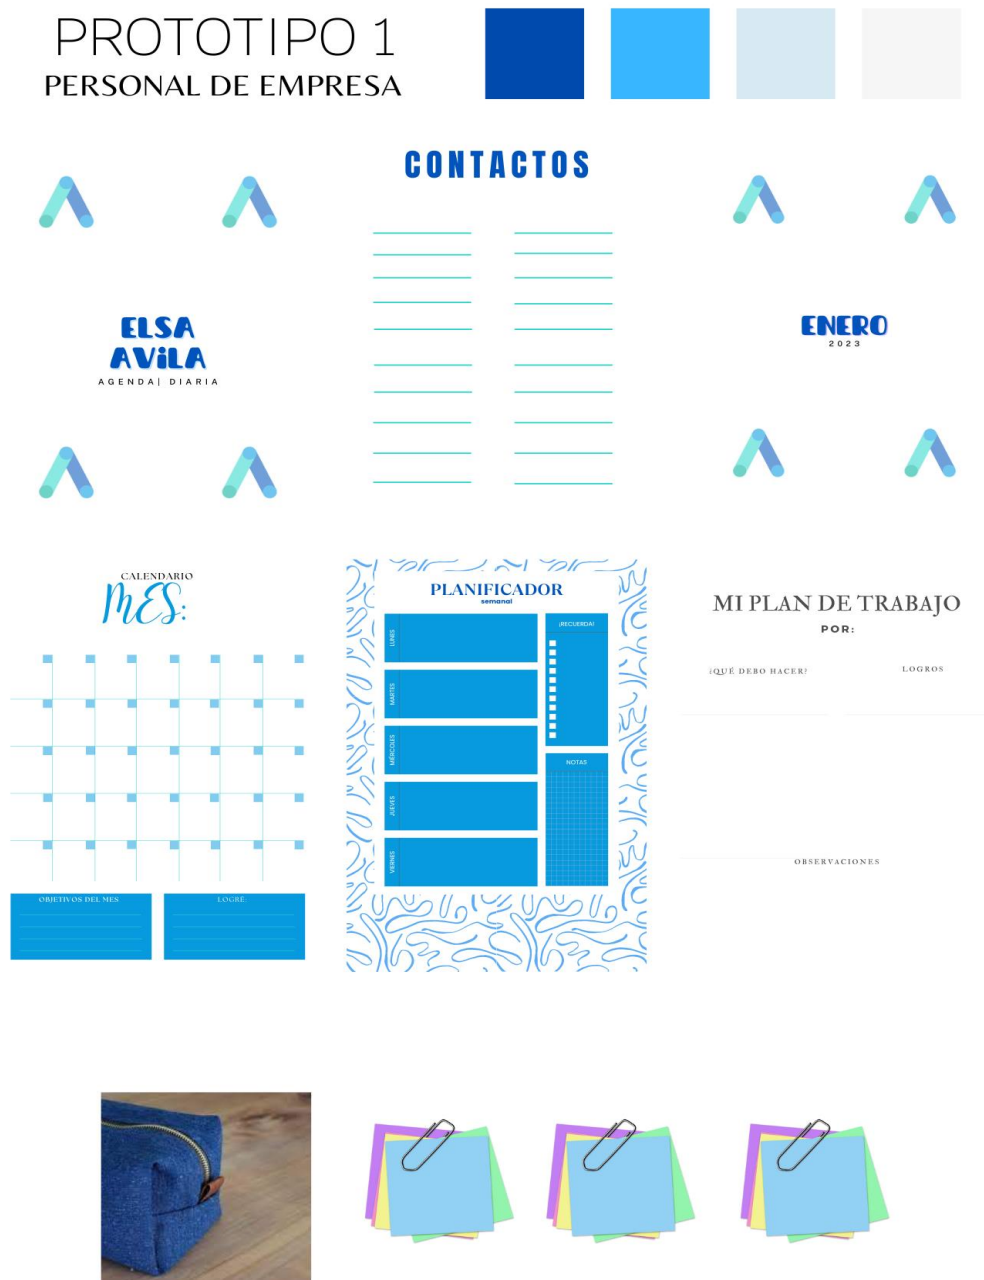 PROTOTIPO 1
PERSONAL DE EMPRESA
CONTACTOS
ELSA
AViLA
AGENDA| DIARIA
ENERO
2023
CALENDARIO
MES:
OBJETIVOS DEL MES
LOGRÉ:
PLANIFICADOR
semanal
LUNES
MARTES
MIÉRCOLES
JUEVES
VIERNES
¡RECUERDA!
NOTAS
MI PLAN DE TRABAJO
POR:
¿QUÉ DEBO HACER?
LOGROS
OBSERVACIONES